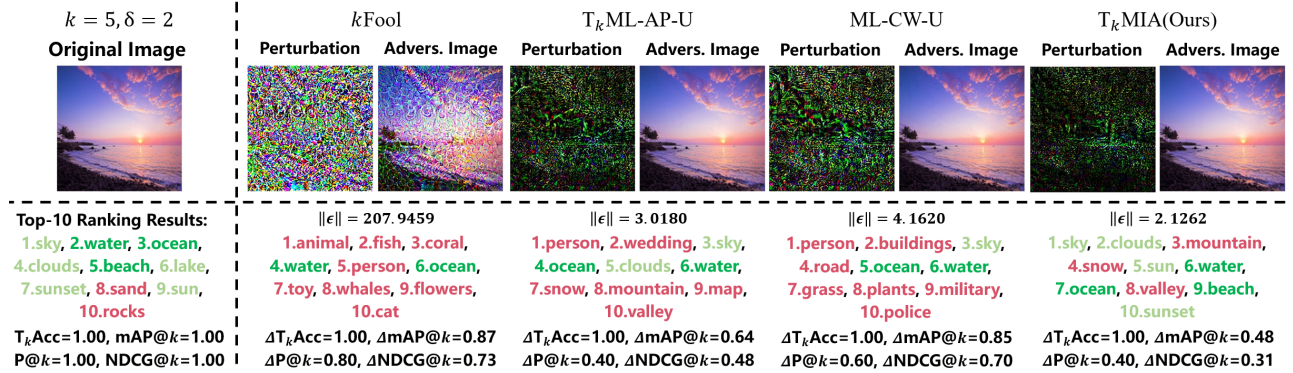 k = 5, δ = 2
Original Image
Top-10 Ranking Results:
1.sky, 2.water, 3.ocean,
4.clouds, 5.beach, 6.lake,
7.sunset, 8.sand, 9.sun,
10.rocks
TₖAcc=1.00, mAP@k=1.00
P@k=1.00, NDCG@k=1.00
kFool
Perturbation Advers. Image
‖ϵ‖ = 207.9459
1.animal, 2.fish, 3.coral,
4.water, 5.person, 6.ocean,
7.toy, 8.whales, 9.flowers,
10.cat
ΔTₖAcc=1.00, ΔmAP@k=0.87
ΔP@k=0.80, ΔNDCG@k=0.73
TₖML-AP-U
Perturbation Advers. Image
‖ϵ‖ = 3.0180
1.person, 2.wedding, 3.sky,
4.ocean, 5.clouds, 6.water,
7.snow, 8.mountain, 9.map,
10.valley
ΔTₖAcc=1.00, ΔmAP@k=0.64
ΔP@k=0.40, ΔNDCG@k=0.48
ML-CW-U
Perturbation Advers. Image
‖ϵ‖ = 4.1620
1.person, 2.buildings, 3.sky,
4.road, 5.ocean, 6.water,
7.grass, 8.plants, 9.military,
10.police
ΔTₖAcc=1.00, ΔmAP@k=0.85
ΔP@k=0.60, ΔNDCG@k=0.70
TₖMIA(Ours)
Perturbation Advers. Image
‖ϵ‖ = 2.1262
1.sky, 2.clouds, 3.mountain,
4.snow, 5.sun, 6.water,
7.ocean, 8.valley, 9.beach,
10.sunset
ΔTₖAcc=1.00, ΔmAP@k=0.48
ΔP@k=0.40, ΔNDCG@k=0.31